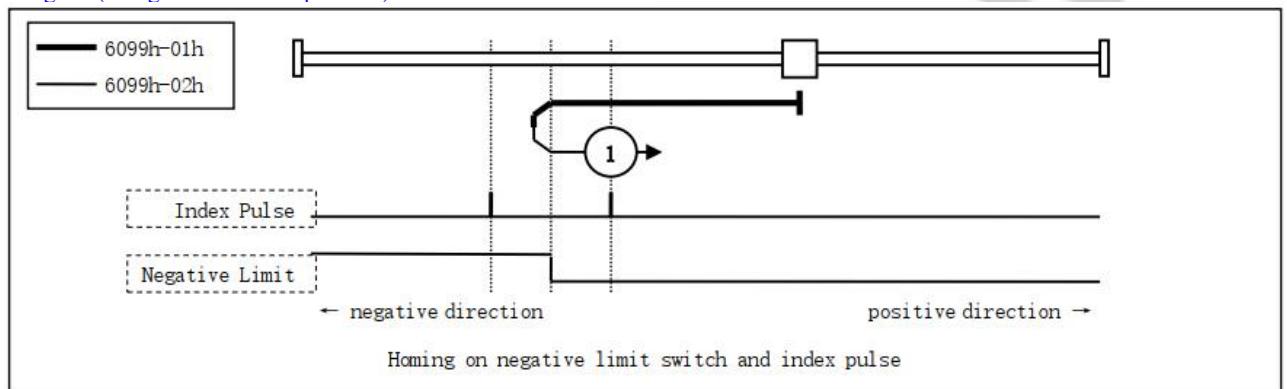 6099h-01h
6099h-02h
1
Index Pulse
Negative Limit
← negative direction
positive direction →
Homing on negative limit switch and index pulse